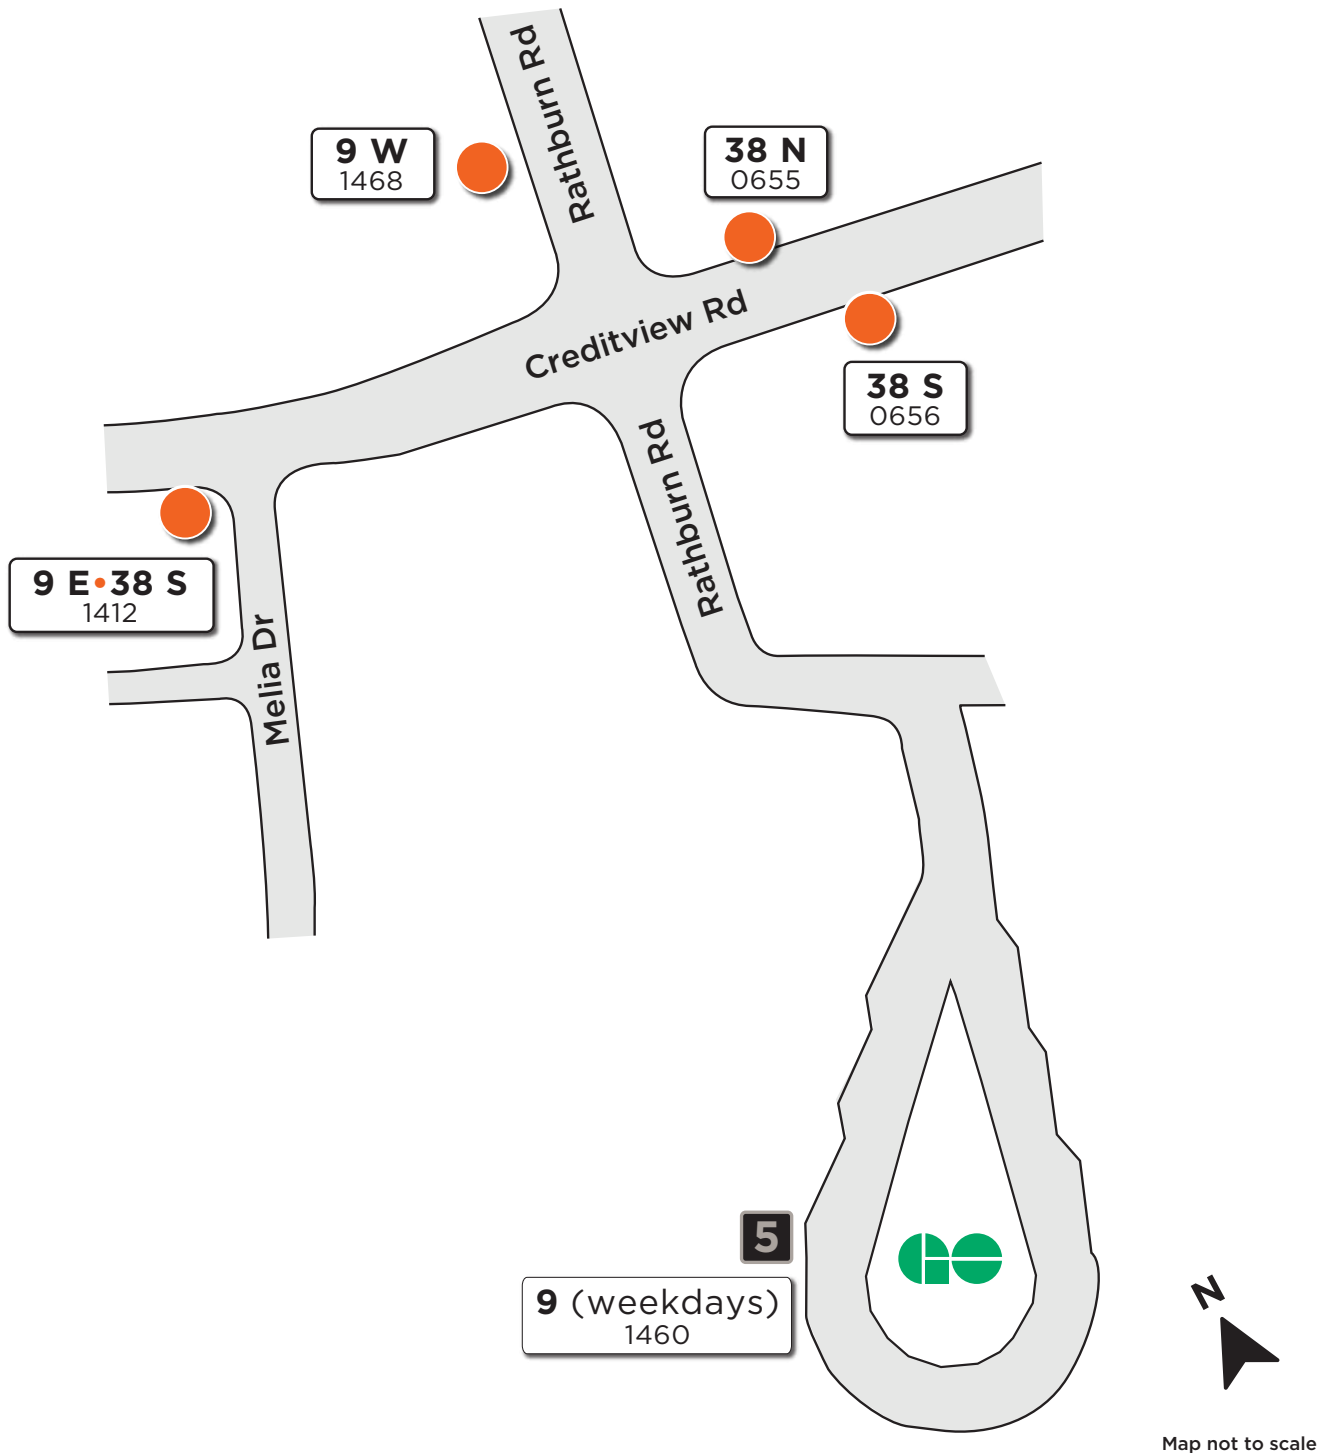 Rathburn Rd
9 W
1468
38 N
0655
Creditview Rd
38 S
0656
Rathburn Rd
9 E•38 S
1412
Melia Dr
5
9 (weekdays)
1460
GO
N
Map not to scale